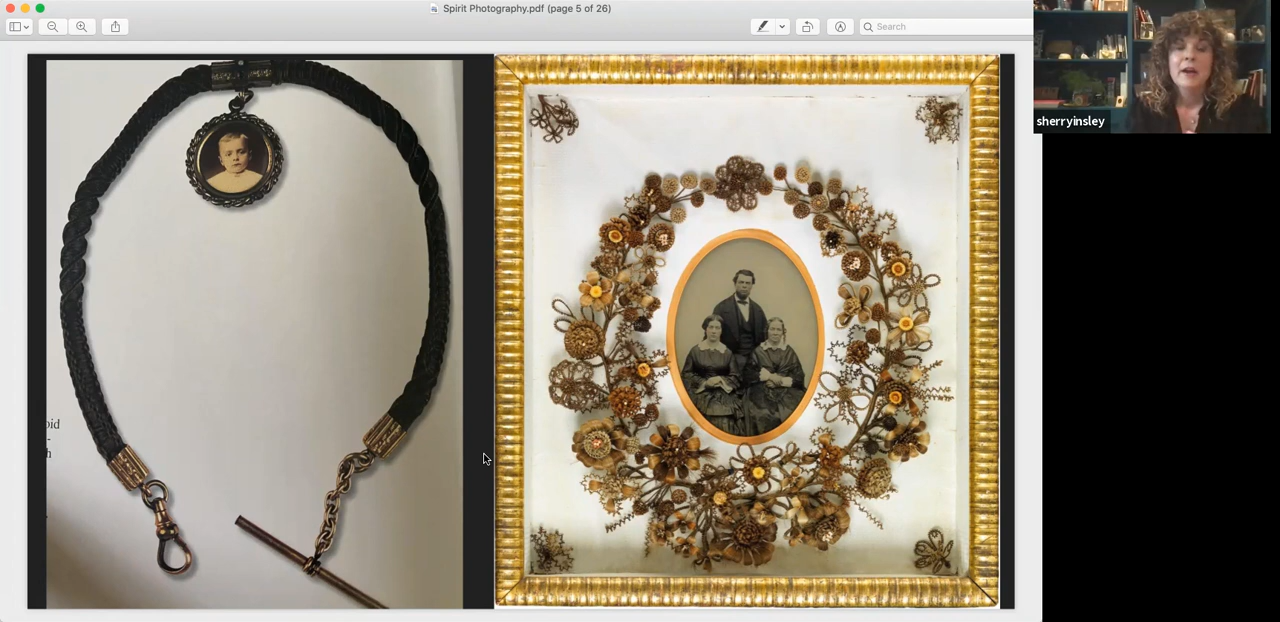 Spirit Photography.pdf (page 5 of 26)
Search
sherryinsley
oid
-
h